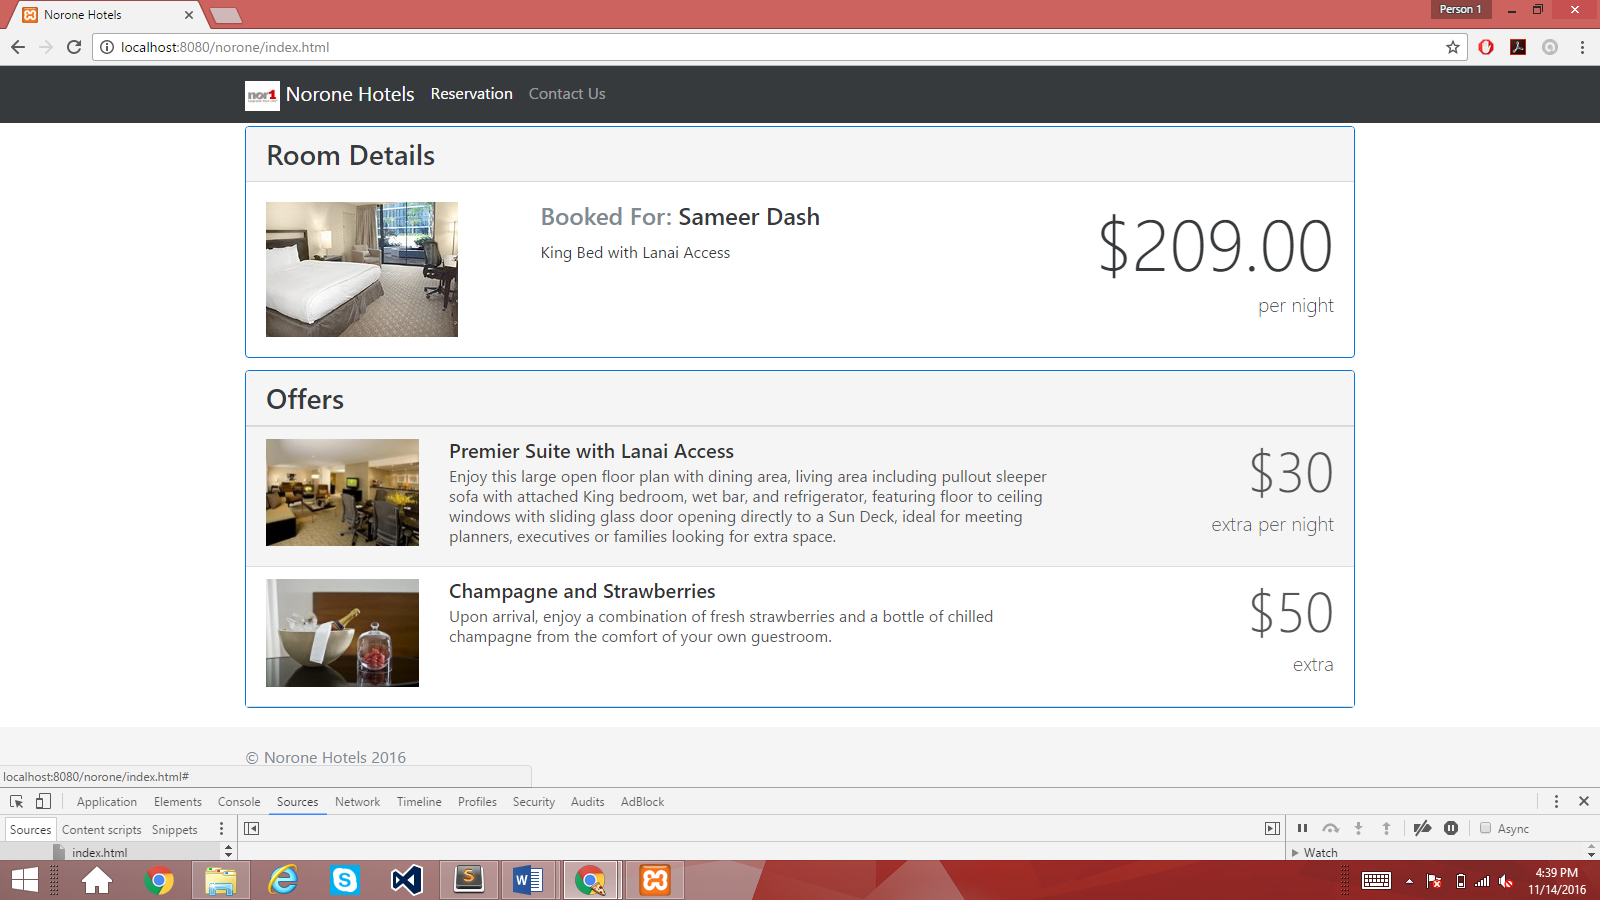 Norone Hotels
Person 1
localhost:8080/norone/index.html
nor1
Norone Hotels Reservation Contact Us
Room Details
Booked For: Sameer Dash
King Bed with Lanai Access
$209.00
per night
Offers
Premier Suite with Lanai Access
Enjoy this large open floor plan with dining area, living area including pullout sleeper
sofa with attached King bedroom, wet bar, and refrigerator, featuring floor to ceiling
windows with sliding glass door opening directly to a Sun Deck, ideal for meeting
planners, executives or families looking for extra space.
$30
extra per night
Champagne and Strawberries
Upon arrival, enjoy a combination of fresh strawberries and a bottle of chilled
champagne from the comfort of your own guestroom.
$50
extra
© Norone Hotels 2016
localhost:8080/norone/index.html#
Application Elements Console Sources Network Timeline Profiles Security Audits AdBlock
Sources Content scripts Snippets
Async
index.html
Watch
4:39 PM
11/14/2016